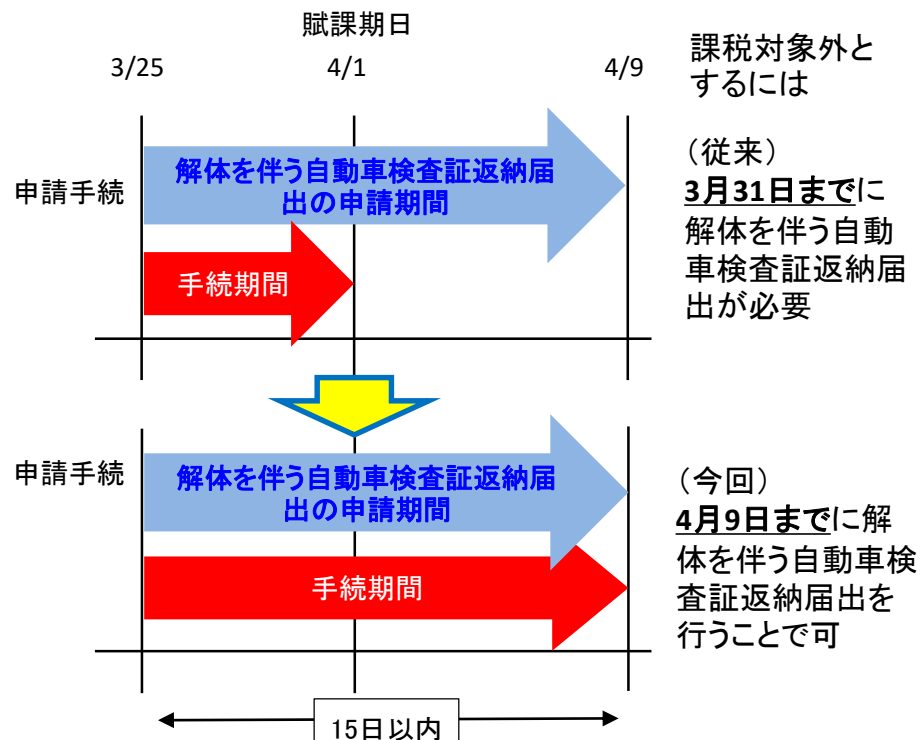 賦課期日
3/25
4/1
4/9
課税対象外と
するには
申請手続
解体を伴う自動車検査証返納届
出の申請期間
手続期間
（従来）
3月31日までに
解体を伴う自動
車検査証返納届
出が必要
申請手続
解体を伴う自動車検査証返納届
出の申請期間
手続期間
（今回）
4月9日までに解
体を伴う自動車検
査証返納届出を
行うことで可
15日以内